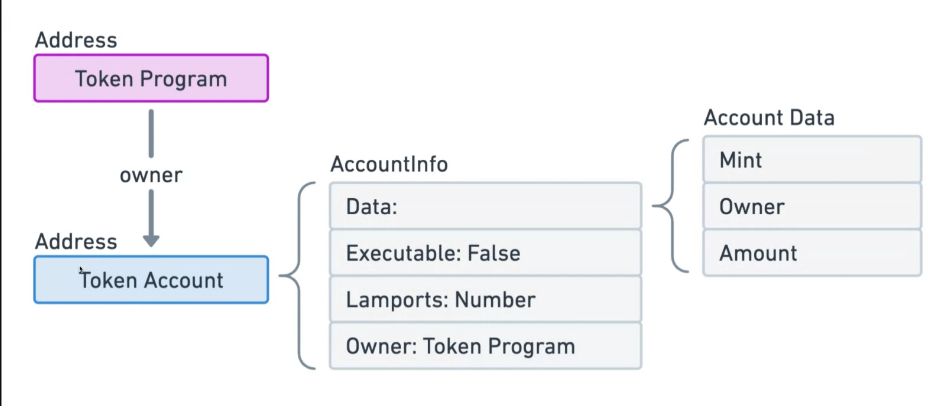 Address
Token Program
owner
Address
Token Account
AccountInfo
Data:
Executable: False
Lamports: Number
Owner: Token Program
Account Data
Mint
Owner
Amount